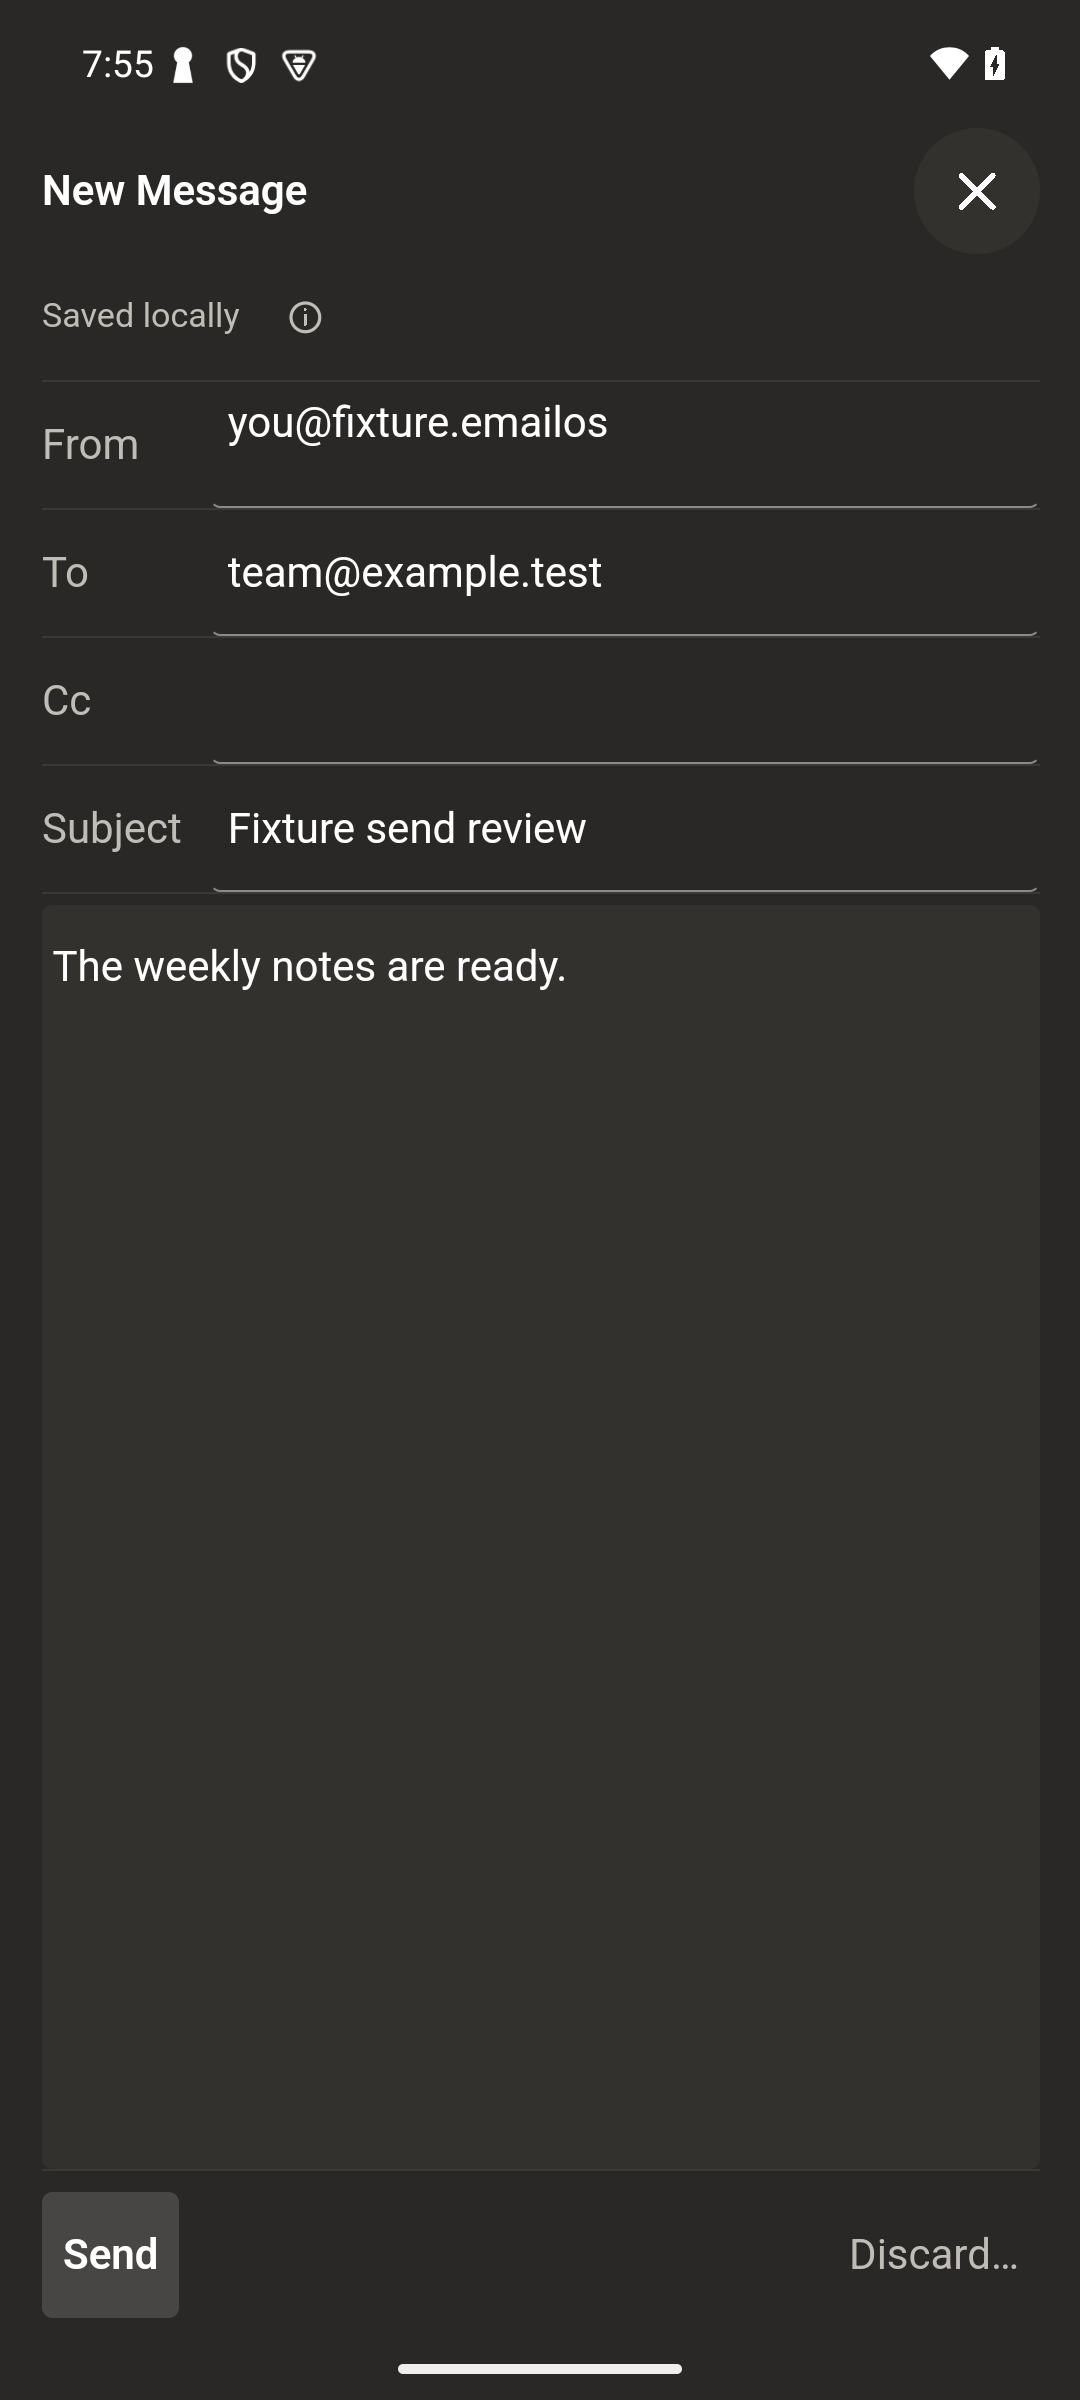 7:55
New Message
Saved locally
From you@fixture.emailos
To team@example.test
Cc
Subject Fixture send review
The weekly notes are ready.
Send Discard…